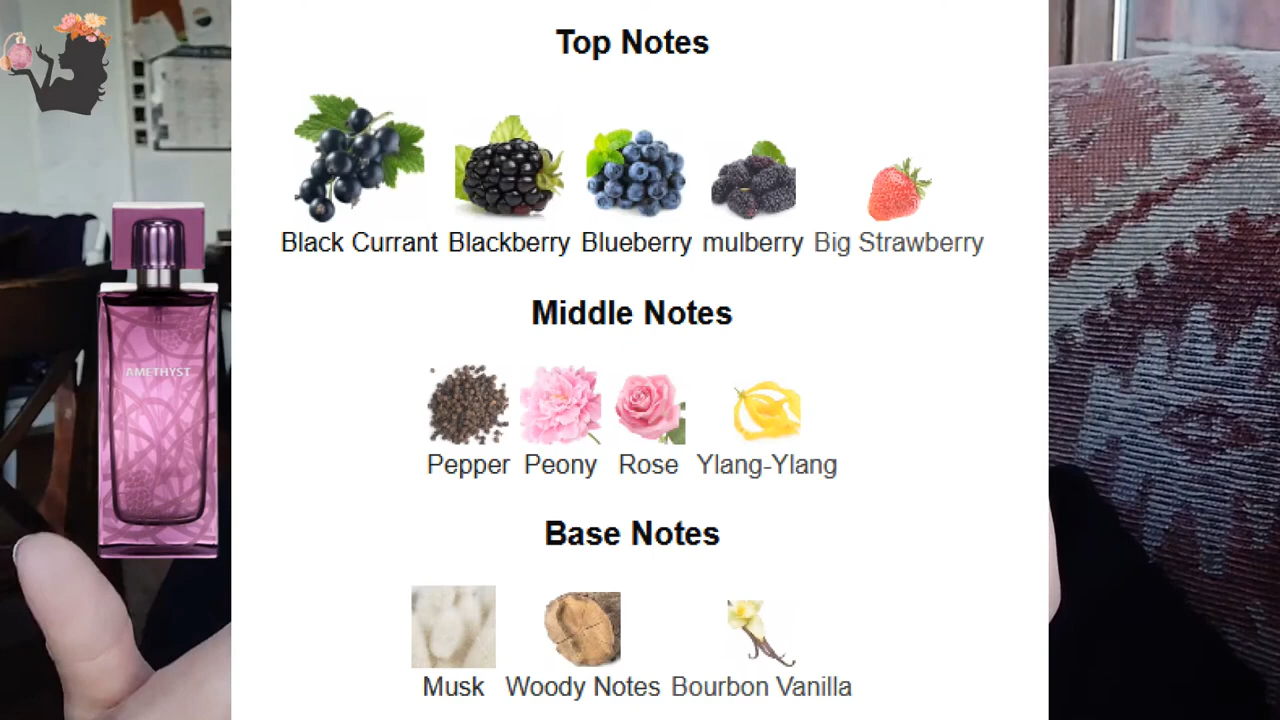 Top Notes
Black Currant Blackberry Blueberry mulberry Big Strawberry
Middle Notes
Pepper Peony Rose Ylang-Ylang
AMETHYST
Base Notes
Musk Woody Notes Bourbon Vanilla